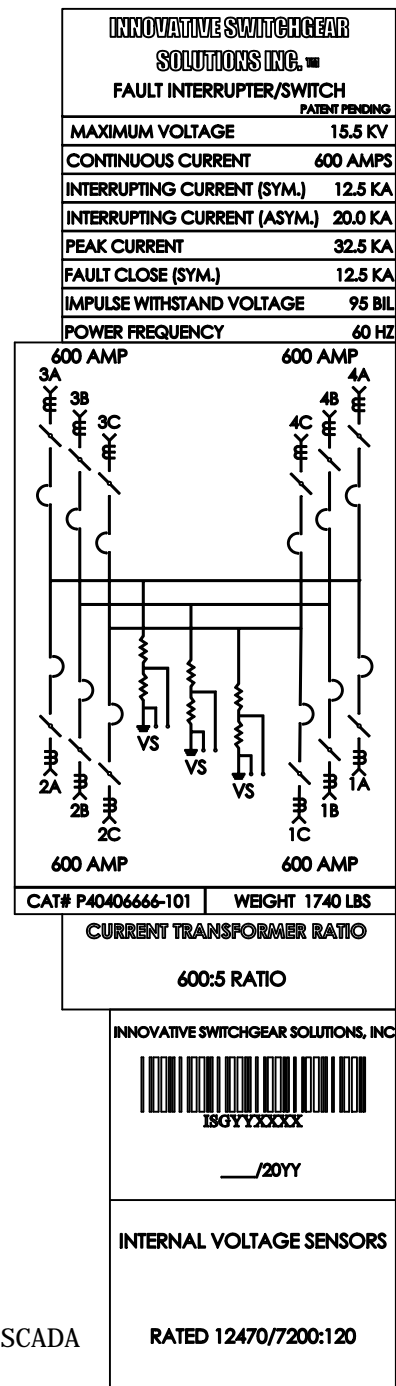 INNOVATIVE SWITCHGEAR
SOLUTIONS INC. ™
FAULT INTERRUPTER/SWITCH
PATENT PENDING
MAXIMUM VOLTAGE 15.5 KV
CONTINUOUS CURRENT 600 AMPS
INTERRUPTING CURRENT (SYM.) 12.5 KA
INTERRUPTING CURRENT (ASYM.) 20.0 KA
PEAK CURRENT 32.5 KA
FAULT CLOSE (SYM.) 12.5 KA
IMPULSE WITHSTAND VOLTAGE 95 BIL
POWER FREQUENCY 60 HZ
600 AMP 600 AMP
3A 4A
3B 4B
3C 4C
VS
VS
VS
2A 1A
2B 1B
2C 1C
600 AMP 600 AMP
CAT# P40406666-101 WEIGHT 1740 LBS
CURRENT TRANSFORMER RATIO
600:5 RATIO
INNOVATIVE SWITCHGEAR SOLUTIONS, INC
ISGYYXXXX
____/20YY
INTERNAL VOLTAGE SENSORS
SCADA RATED 12470/7200:120